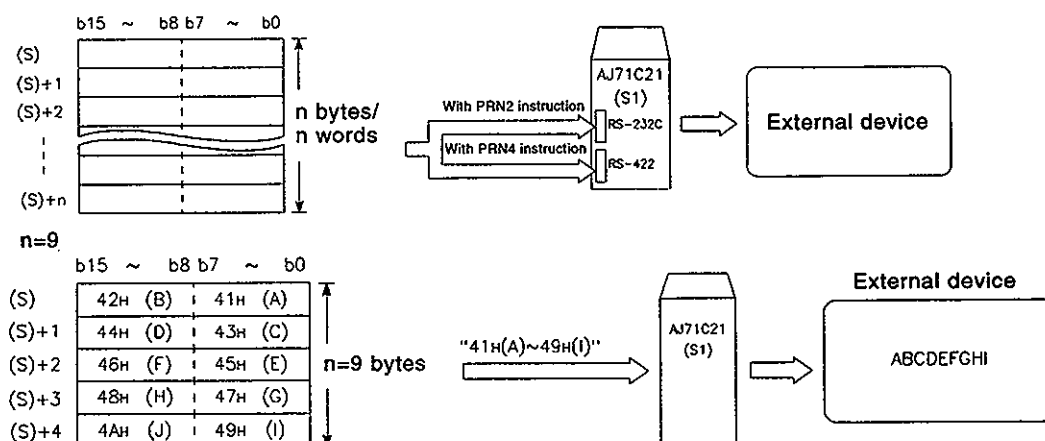 b15 ~ b8 b7 ~ b0
(S)
(S)+1
(S)+2
(S)+n
n bytes/
n words
With PRN2 instruction
With PRN4 instruction
AJ71C21
(S1)
RS-232C
RS-422
External device
n=9
b15 ~ b8 b7 ~ b0
(S) 42H (B) 41H (A)
(S)+1 44H (D) 43H (C)
(S)+2 46H (F) 45H (E)
(S)+3 48H (H) 47H (G)
(S)+4 4AH (J) 49H (I)
n=9 bytes
"41H(A)~49H(I)"
AJ71C21
(S1)
External device
ABCDEFGHI